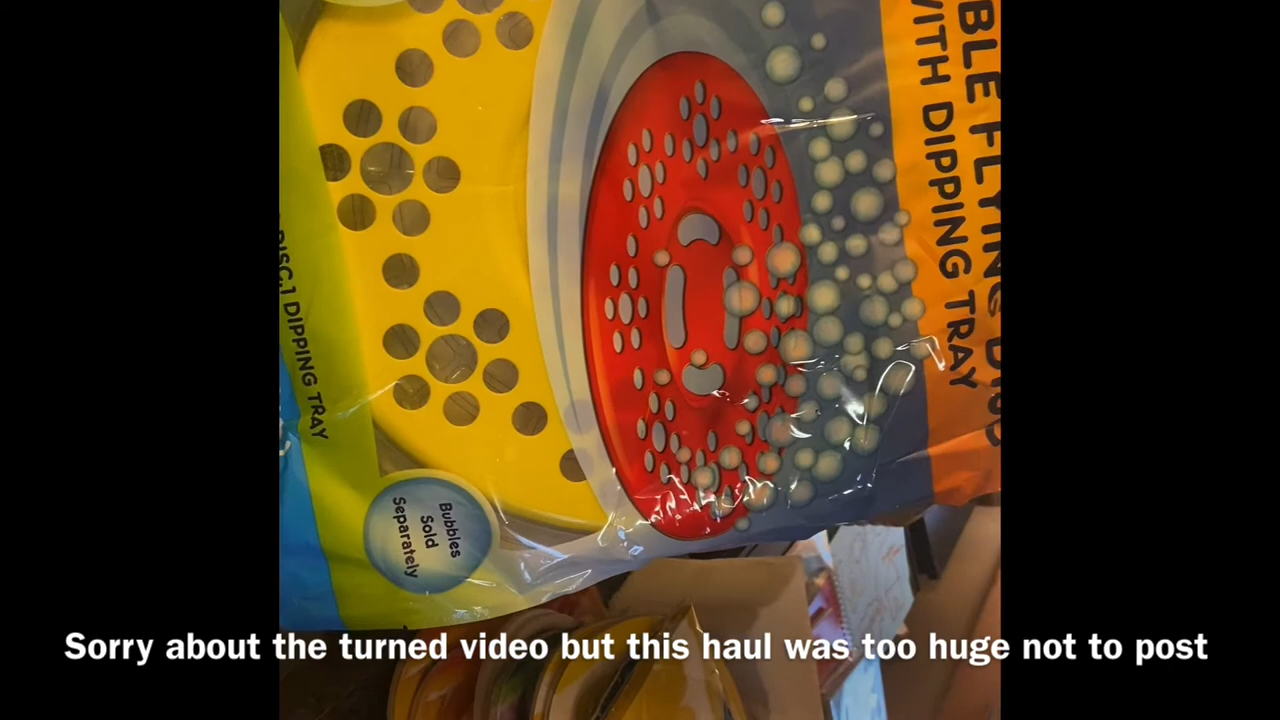 BLE FLYING DISC
WITH DIPPING TRAY
DISC,1 DIPPING TRAY
Bubbles
Sold
Separately
Sorry about the turned video but this haul was too huge not to post